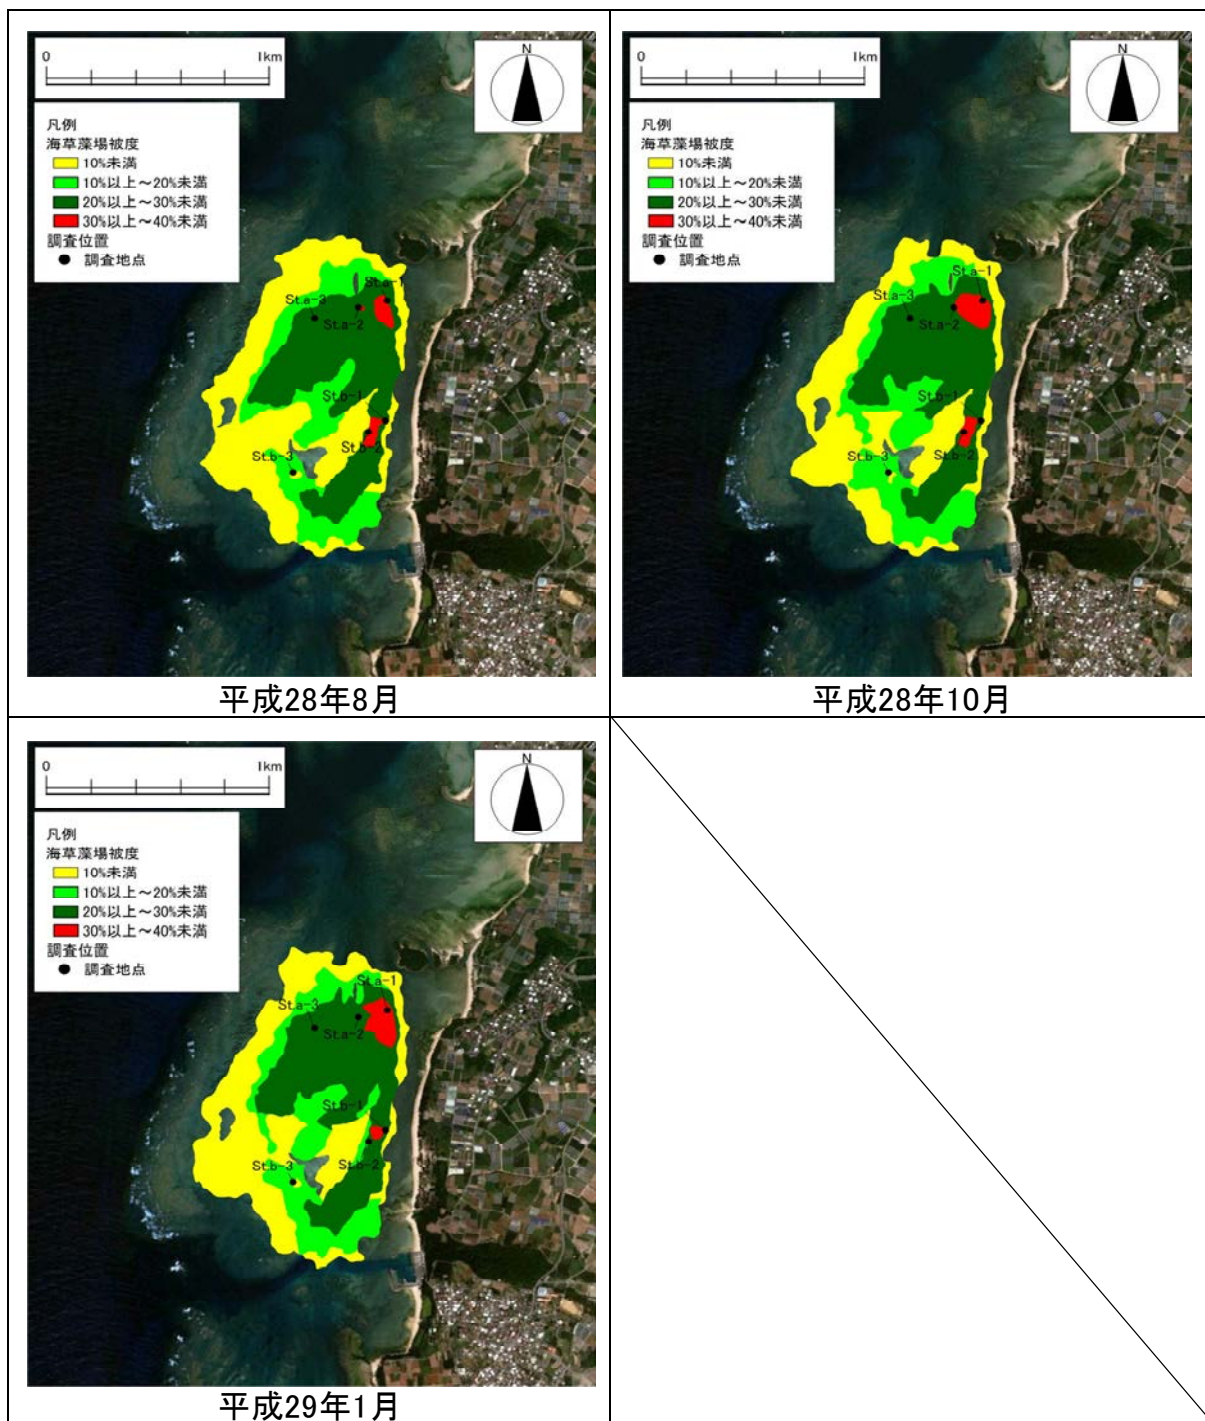 0 1km
N
凡例
海草藻場被度
10%未満
10%以上～20%未満
20%以上～30%未満
30%以上～40%未満
調査位置
調査地点
St.a-1
St.a-3
St.a-2
St.b-1
St.b-2
St.b-3
平成28年8月
0 1km
N
凡例
海草藻場被度
10%未満
10%以上～20%未満
20%以上～30%未満
30%以上～40%未満
調査位置
調査地点
St.a-1
St.a-3
St.a-2
St.b-1
St.b-2
St.b-3
平成28年10月
0 1km
N
凡例
海草藻場被度
10%未満
10%以上～20%未満
20%以上～30%未満
30%以上～40%未満
調査位置
調査地点
St.a-1
St.a-3
St.a-2
St.b-1
St.b-3
St.b-2
平成29年1月